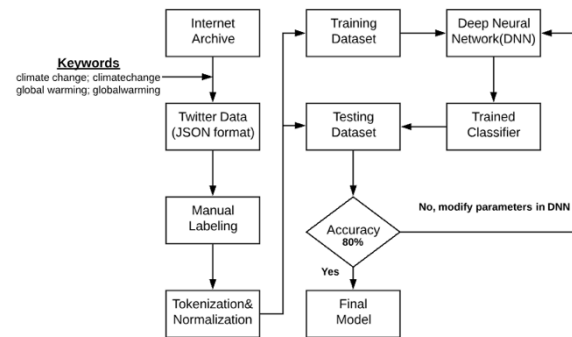 Internet
Archive
Keywords
climate change; climatechange
global warming; globalwarming
Twitter Data
(JSON format)
Manual
Labeling
Tokenization&
Normalization
Training
Dataset
Deep Neural
Network(DNN)
Testing
Dataset
Trained
Classifier
Accuracy
80%
No, modify parameters in DNN
Yes
Final
Model